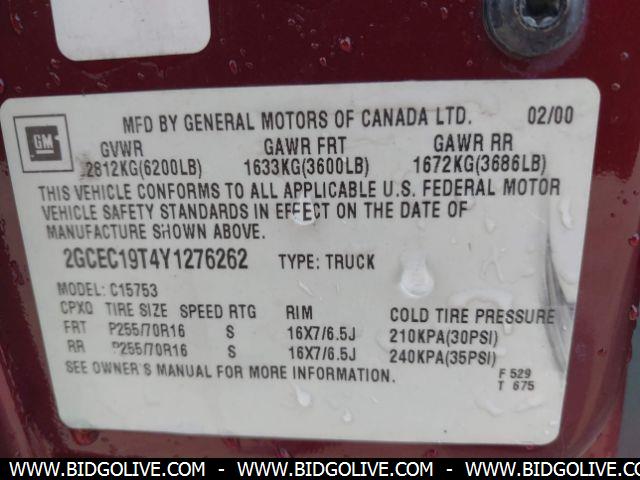 GM
MFD BY GENERAL MOTORS OF CANADA LTD. 02/00
GVWR GAWR FRT GAWR RR
2812KG(6200LB) 1633KG(3600LB) 1672KG(3686LB)
THIS VEHICLE CONFORMS TO ALL APPLICABLE U.S. FEDERAL MOTOR
VEHICLE SAFETY STANDARDS IN EFFECT ON THE DATE OF
MANUFACTURE SHOWN ABOVE.
2GCEC19T4Y1276262 TYPE: TRUCK
MODEL: C15753
CPXQ TIRE SIZE SPEED RTG RIM COLD TIRE PRESSURE
FRT P255/70R16 S 16X7/6.5J 210KPA(30PSI)
RR P255/70R16 S 16X7/6.5J 240KPA(35PSI)
SEE OWNER'S MANUAL FOR MORE INFORMATION. F 529
T 675
WWW.BIDGOLIVE.COM - WWW.BIDGOLIVE.COM - WWW.BIDGOLIVE.COM